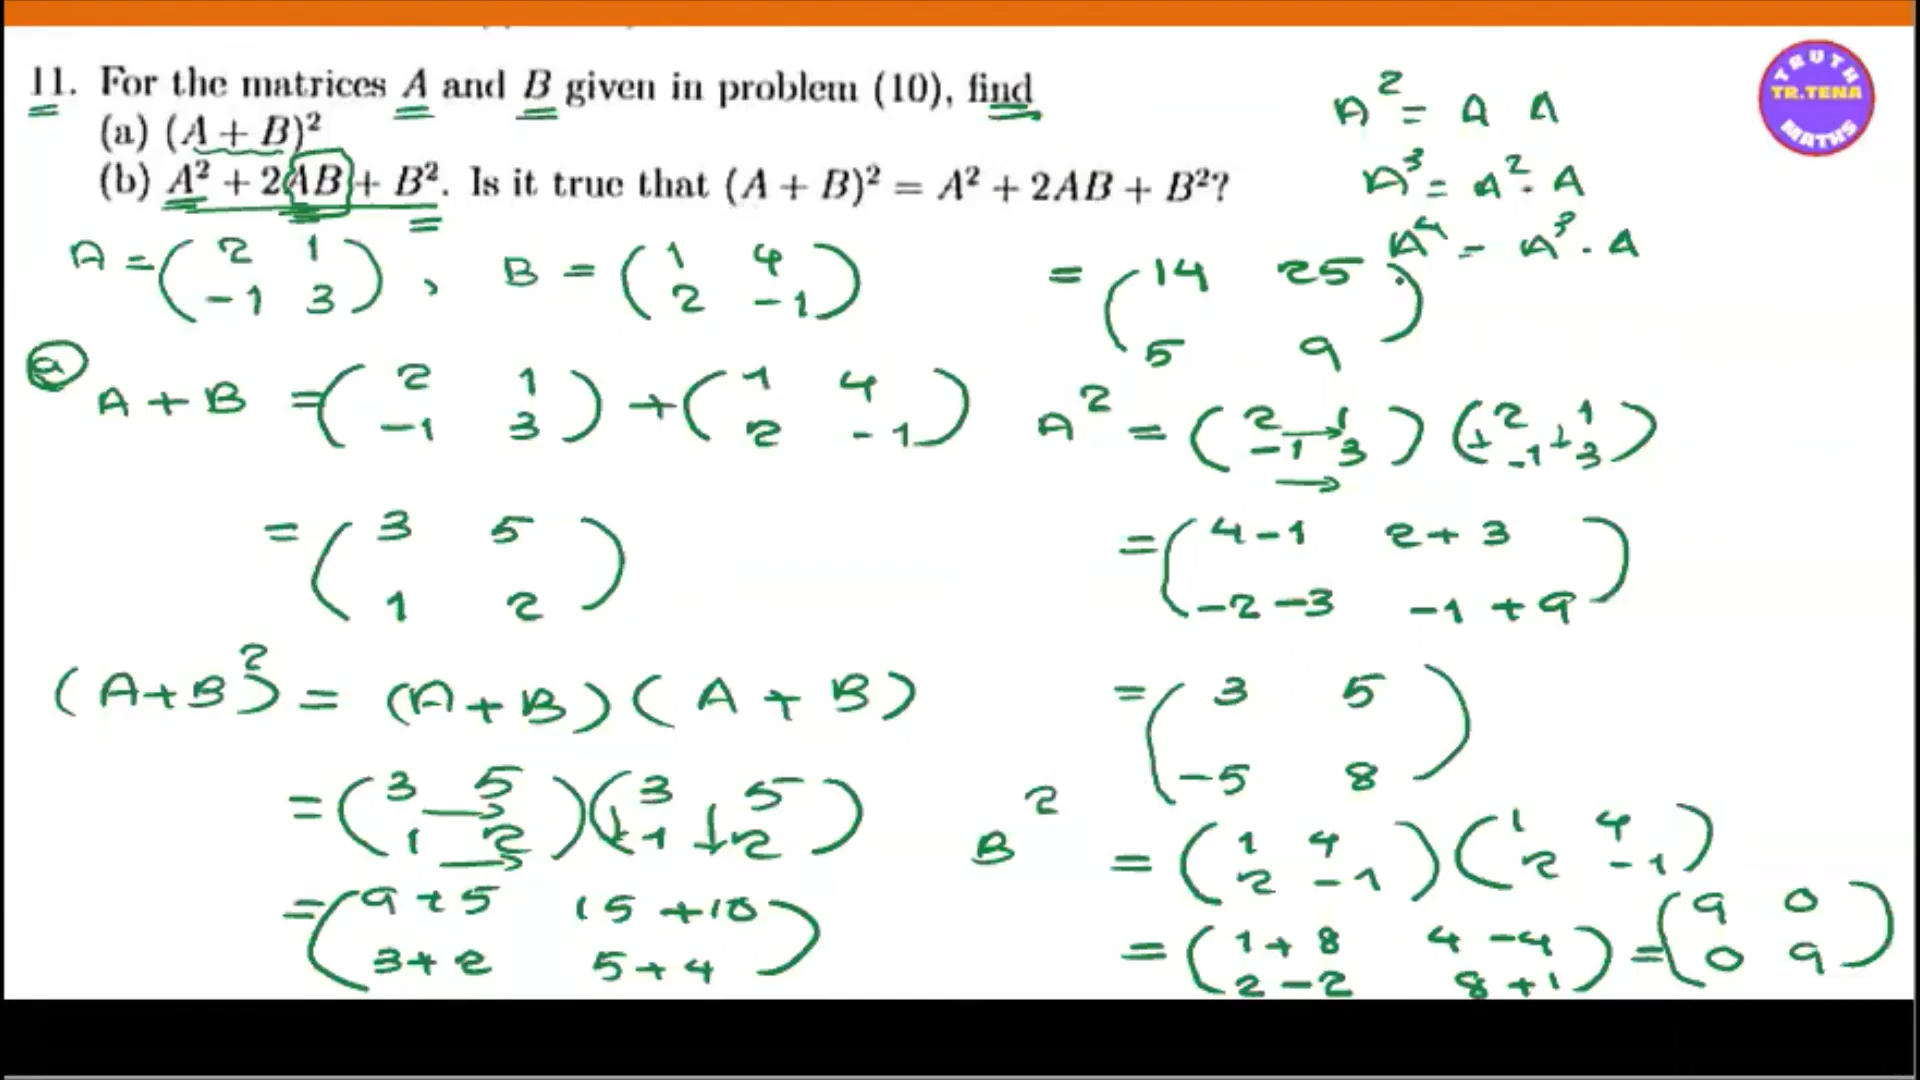 11. For the matrices A and B given in problem (10), find
(a) (A + B)²
(b) A² + 2AB + B². Is it true that (A + B)² = A² + 2AB + B²?
A = ( 2 1
-1 3 ) , B = ( 1 4
2 -1 )
(a) A + B = ( 2 1
-1 3 ) + ( 1 4
2 -1 )
= ( 3 5
1 2 )
(A+B)² = (A+B)(A+B)
= ( 3 5
1 2 ) ( 3 5
1 2 )
= ( 9+5 15+10
3+2 5+4 )
A² = A A
A³ = A². A
A⁴ = A³. A
= ( 14 25
5 9 )
A² = ( 2 1
-1 3 ) ( 2 1
-1 3 )
= ( 4-1 2+3
-2-3 -1+9 )
= ( 3 5
-5 8 )
B² = ( 1 4
2 -1 ) ( 1 4
2 -1 )
= ( 1+8 4-4
2-2 8+1 ) = ( 9 0
0 9 )
TRUTH
TR.TENA
MATHS